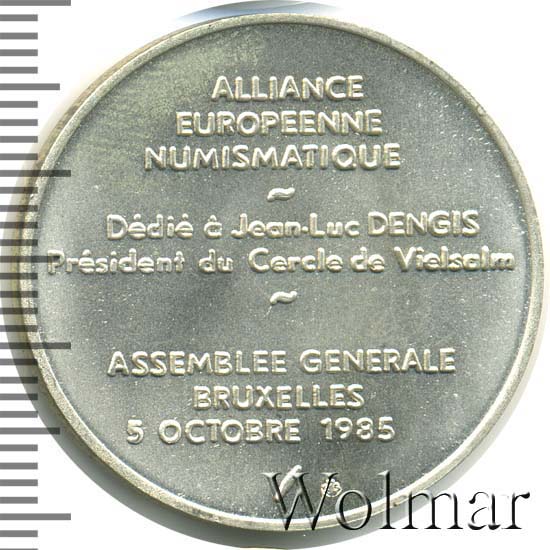 ALLIANCE
EUROPEENNE
NUMISMATIQUE
~
Dédié à Jean-Luc DENGIS
Président du Cercle de Vielsalm
~
ASSEMBLEE GENERALE
BRUXELLES
5 OCTOBRE 1985
Wolmar